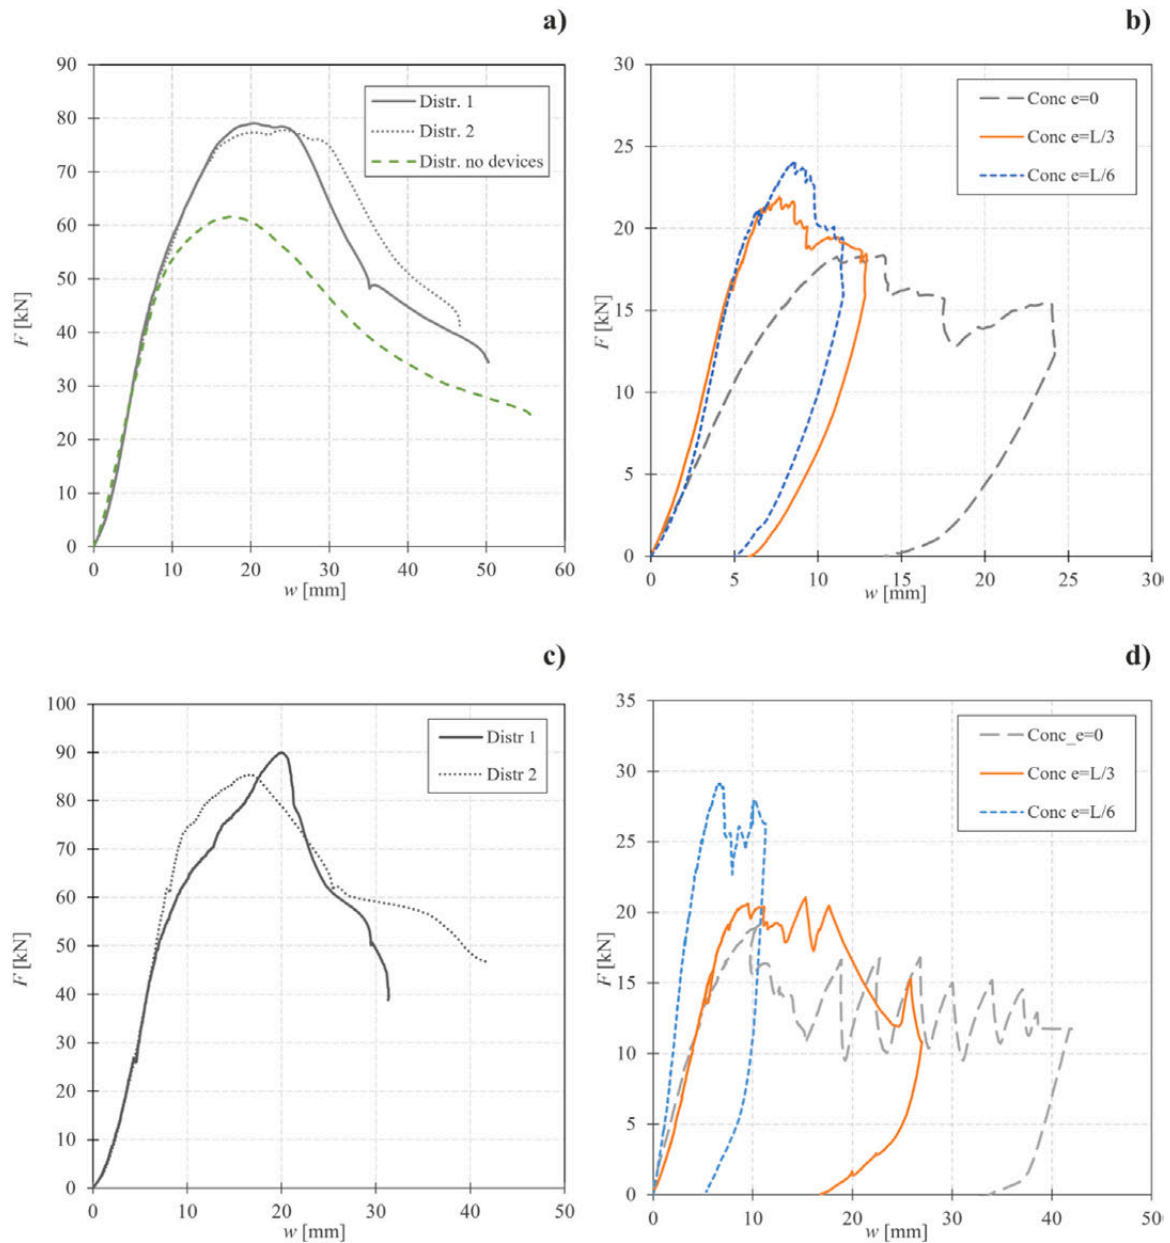 a)
90
80
70
60
50
40
30
20
10
0
F [kN]
Distr. 1
Distr. 2
Distr. no devices
0 10 20 30 40 50 60
w [mm]
b)
30
25
20
15
10
5
0
F [kN]
Conc e=0
Conc e=L/3
Conc e=L/6
0 5 10 15 20 25 30
w [mm]
c)
100
90
80
70
60
50
40
30
20
10
0
F [kN]
Distr 1
Distr 2
0 10 20 30 40 50
w [mm]
d)
35
30
25
20
15
10
5
0
F [kN]
Conc_e=0
Conc e=L/3
Conc e=L/6
0 10 20 30 40 50
w [mm]